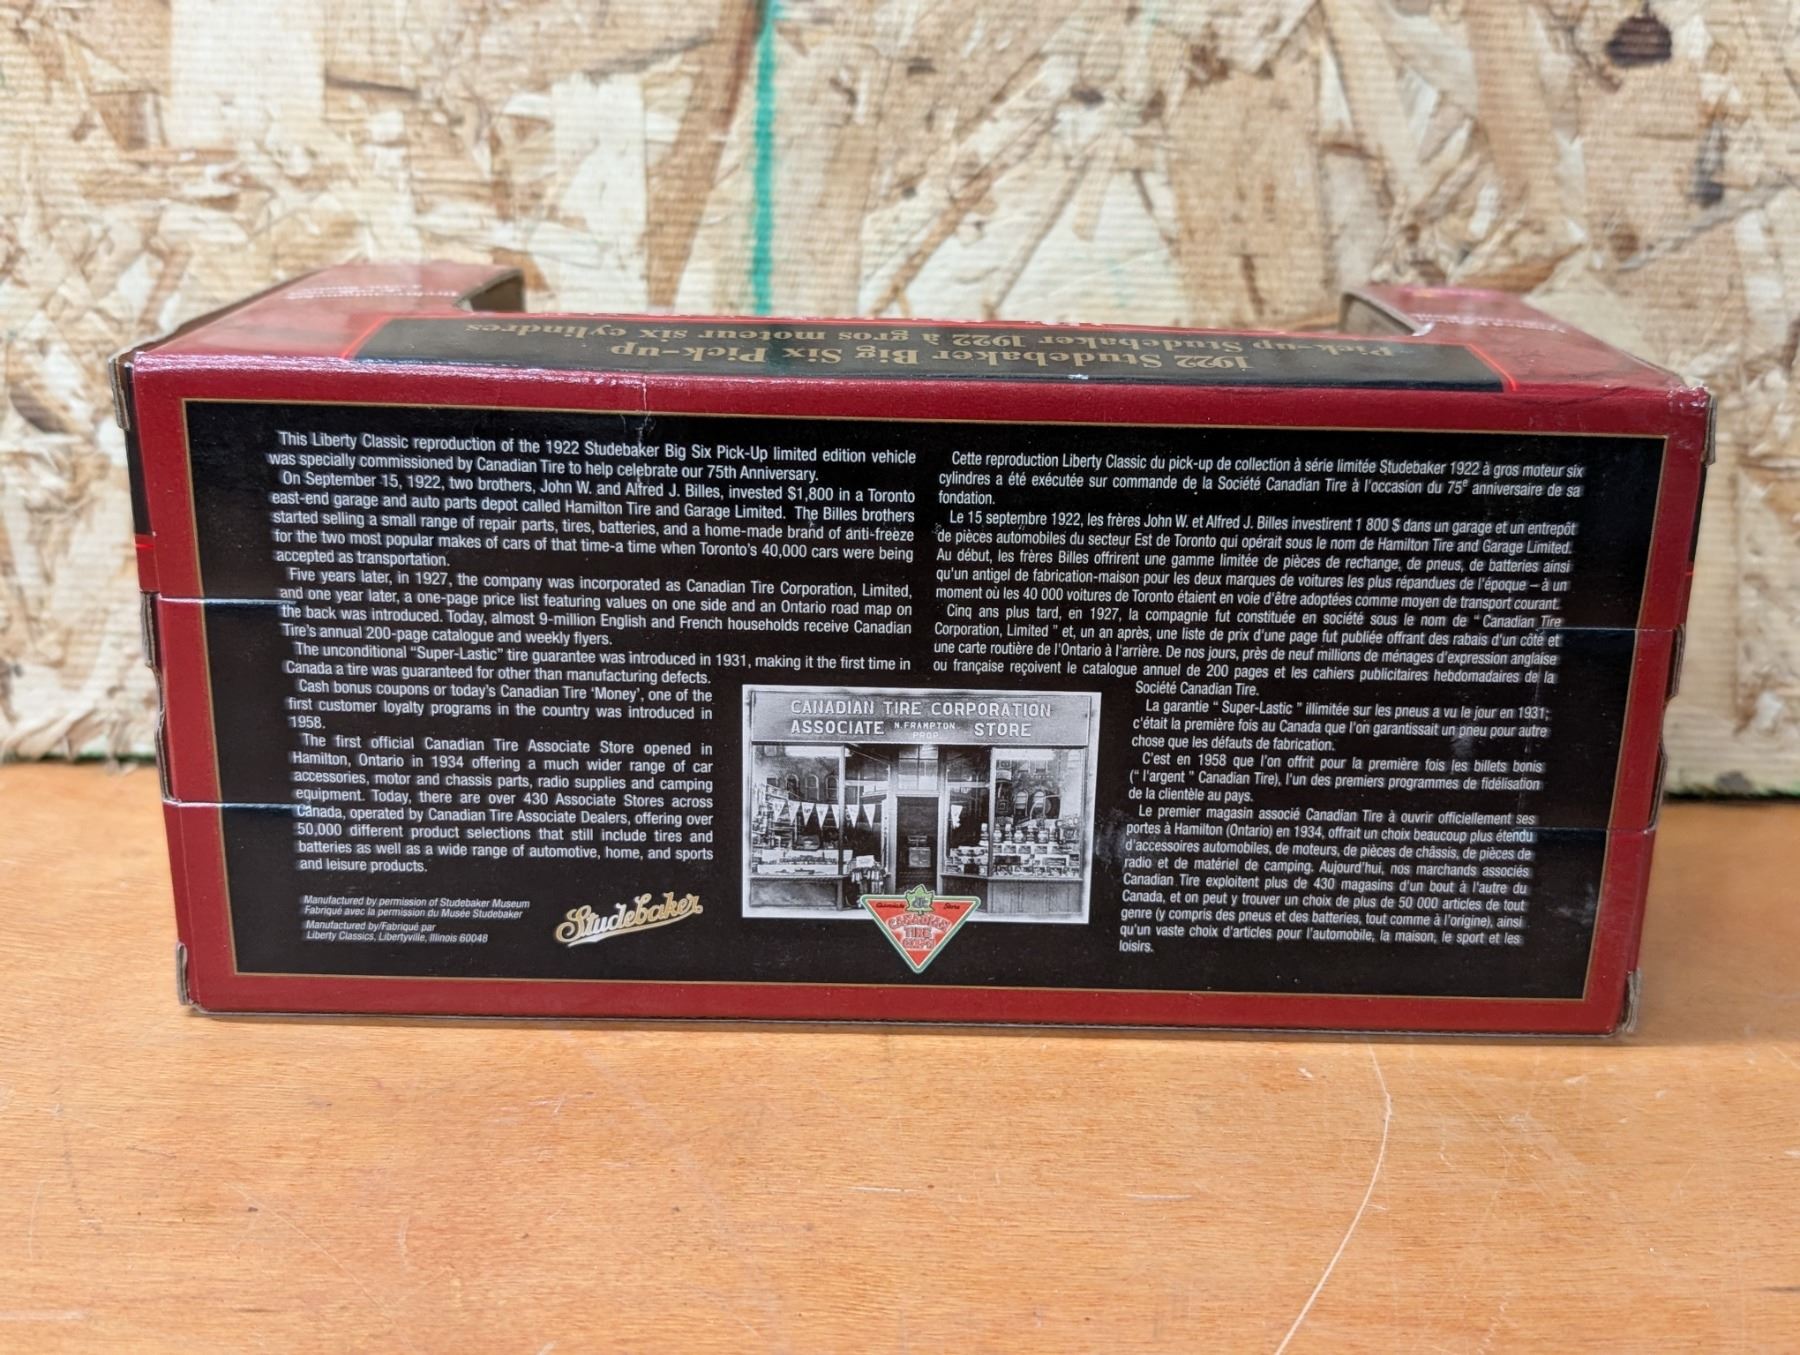 1922 Studebaker Big Six Pick-up
Pick-up Studebaker 1922 à gros moteur six cylindres
This Liberty Classic reproduction of the 1922 Studebaker Big Six Pick-Up limited edition vehicle
was specially commissioned by Canadian Tire to help celebrate our 75th Anniversary.
On September 15, 1922, two brothers, John W. and Alfred J. Billes, invested $1,800 in a Toronto
east-end garage and auto parts depot called Hamilton Tire and Garage Limited. The Billes brothers
started selling a small range of repair parts, tires, batteries, and a home-made brand of anti-freeze
for the two most popular makes of cars of that time-a time when Toronto's 40,000 cars were being
accepted as transportation.
Five years later, in 1927, the company was incorporated as Canadian Tire Corporation, Limited,
and one year later, a one-page price list featuring values on one side and an Ontario road map on
the back was introduced. Today, almost 9-million English and French households receive Canadian
Tire's annual 200-page catalogue and weekly flyers.
The unconditional "Super-Lastic" tire guarantee was introduced in 1931, making it the first time in
Canada a tire was guaranteed for other than manufacturing defects.
Cash bonus coupons or today's Canadian Tire 'Money', one of the
first customer loyalty programs in the country was introduced in
1958.
The first official Canadian Tire Associate Store opened in
Hamilton, Ontario in 1934 offering a much wider range of car
accessories, motor and chassis parts, radio supplies and camping
equipment. Today, there are over 430 Associate Stores across
Canada, operated by Canadian Tire Associate Dealers, offering over
50,000 different product selections that still include tires and
batteries as well as a wide range of automotive, home, and sports
and leisure products.
Manufactured by permission of Studebaker Museum
Fabriqué avec la permission du Musée Studebaker
Manufactured by/Fabriqué par
Liberty Classics, Libertyville, Illinois 60048
Studebaker
CANADIAN TIRE CORPORATION
ASSOCIATE N. FRAMPTON PROP. STORE
Associate Store
CANADIAN
TIRE
CORP'N
Cette reproduction Liberty Classic du pick-up de collection à série limitée Studebaker 1922 à gros moteur six
cylindres a été exécutée sur commande de la Société Canadian Tire à l'occasion du 75e anniversaire de sa
fondation.
Le 15 septembre 1922, les frères John W. et Alfred J. Billes investirent 1 800 $ dans un garage et un entrepôt
de pièces automobiles du secteur Est de Toronto qui opérait sous le nom de Hamilton Tire and Garage Limited.
Au début, les frères Billes offrirent une gamme limitée de pièces de rechange, de pneus, de batteries ainsi
qu'un antigel de fabrication-maison pour les deux marques de voitures les plus répandues de l'époque – à un
moment où les 40 000 voitures de Toronto étaient en voie d'être adoptées comme moyen de transport courant.
Cinq ans plus tard, en 1927, la compagnie fut constituée en société sous le nom de " Canadian Tire
Corporation, Limited " et, un an après, une liste de prix d'une page fut publiée offrant des rabais d'un côté et
une carte routière de l'Ontario à l'arrière. De nos jours, près de neuf millions de ménages d'expression anglaise
ou française reçoivent le catalogue annuel de 200 pages et les cahiers publicitaires hebdomadaires de la
Société Canadian Tire.
La garantie " Super-Lastic " illimitée sur les pneus a vu le jour en 1931;
c'était la première fois au Canada que l'on garantissait un pneu pour autre
chose que les défauts de fabrication.
C'est en 1958 que l'on offrit pour la première fois les billets bonis
(" l'argent " Canadian Tire), l'un des premiers programmes de fidélisation
de la clientèle au pays.
Le premier magasin associé Canadian Tire à ouvrir officiellement ses
portes à Hamilton (Ontario) en 1934, offrait un choix beaucoup plus étendu
d'accessoires automobiles, de moteurs, de pièces de châssis, de pièces de
radio et de matériel de camping. Aujourd'hui, nos marchands associés
Canadian Tire exploitent plus de 430 magasins d'un bout à l'autre du
Canada, et on peut y trouver un choix de plus de 50 000 articles de tout
genre (y compris des pneus et des batteries, tout comme à l'origine), ainsi
qu'un vaste choix d'articles pour l'automobile, la maison, le sport et les
loisirs.